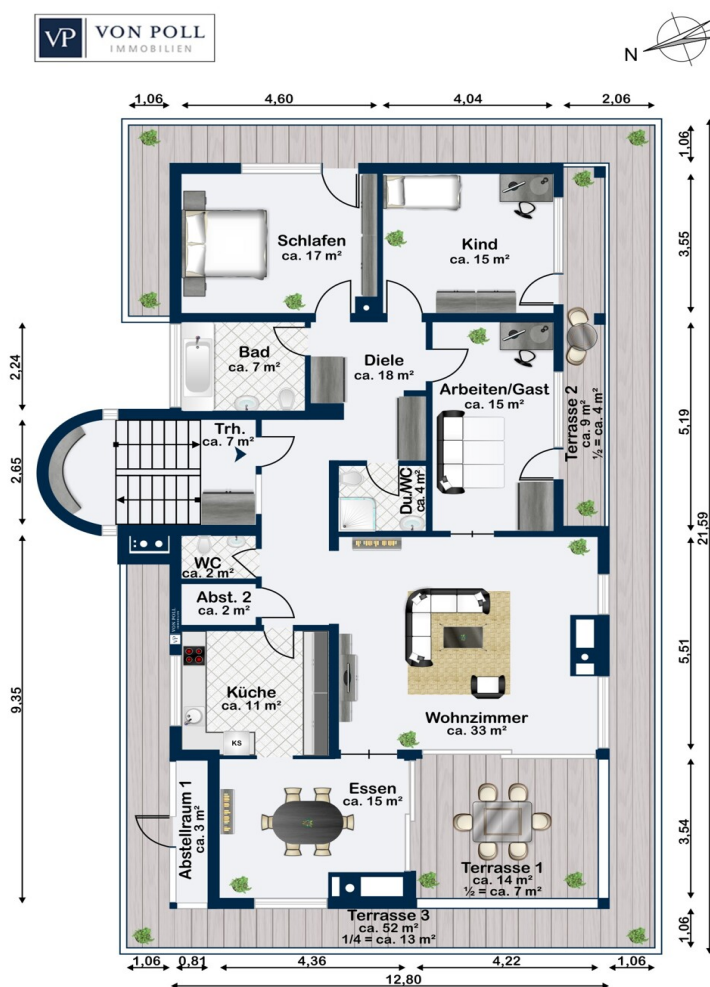 VP VON POLL
IMMOBILIEN
N
1,06 4,60 4,04 2,06
1,06
3,55
5,19
21,59
5,51
3,54
1,06
2,24
2,65
9,35
Schlafen
ca. 17 m²
Kind
ca. 15 m²
Bad
ca. 7 m²
Diele
ca. 18 m²
Arbeiten/Gast
ca. 15 m²
Terrasse 2
ca. 9 m²
½ = ca. 4 m²
Trh.
ca. 7 m²
Du./WC
ca. 4 m²
WC
ca. 2 m²
Abst. 2
ca. 2 m²
VP VON POLL
IMMOBILIEN
Küche
ca. 11 m²
KS
Wohnzimmer
ca. 33 m²
Essen
ca. 15 m²
Abstellraum 1
ca. 3 m²
Terrasse 1
ca. 14 m²
½ = ca. 7 m²
Terrasse 3
ca. 52 m²
1/4 = ca. 13 m²
1,06 0,81 4,36 4,22 1,06
12,80